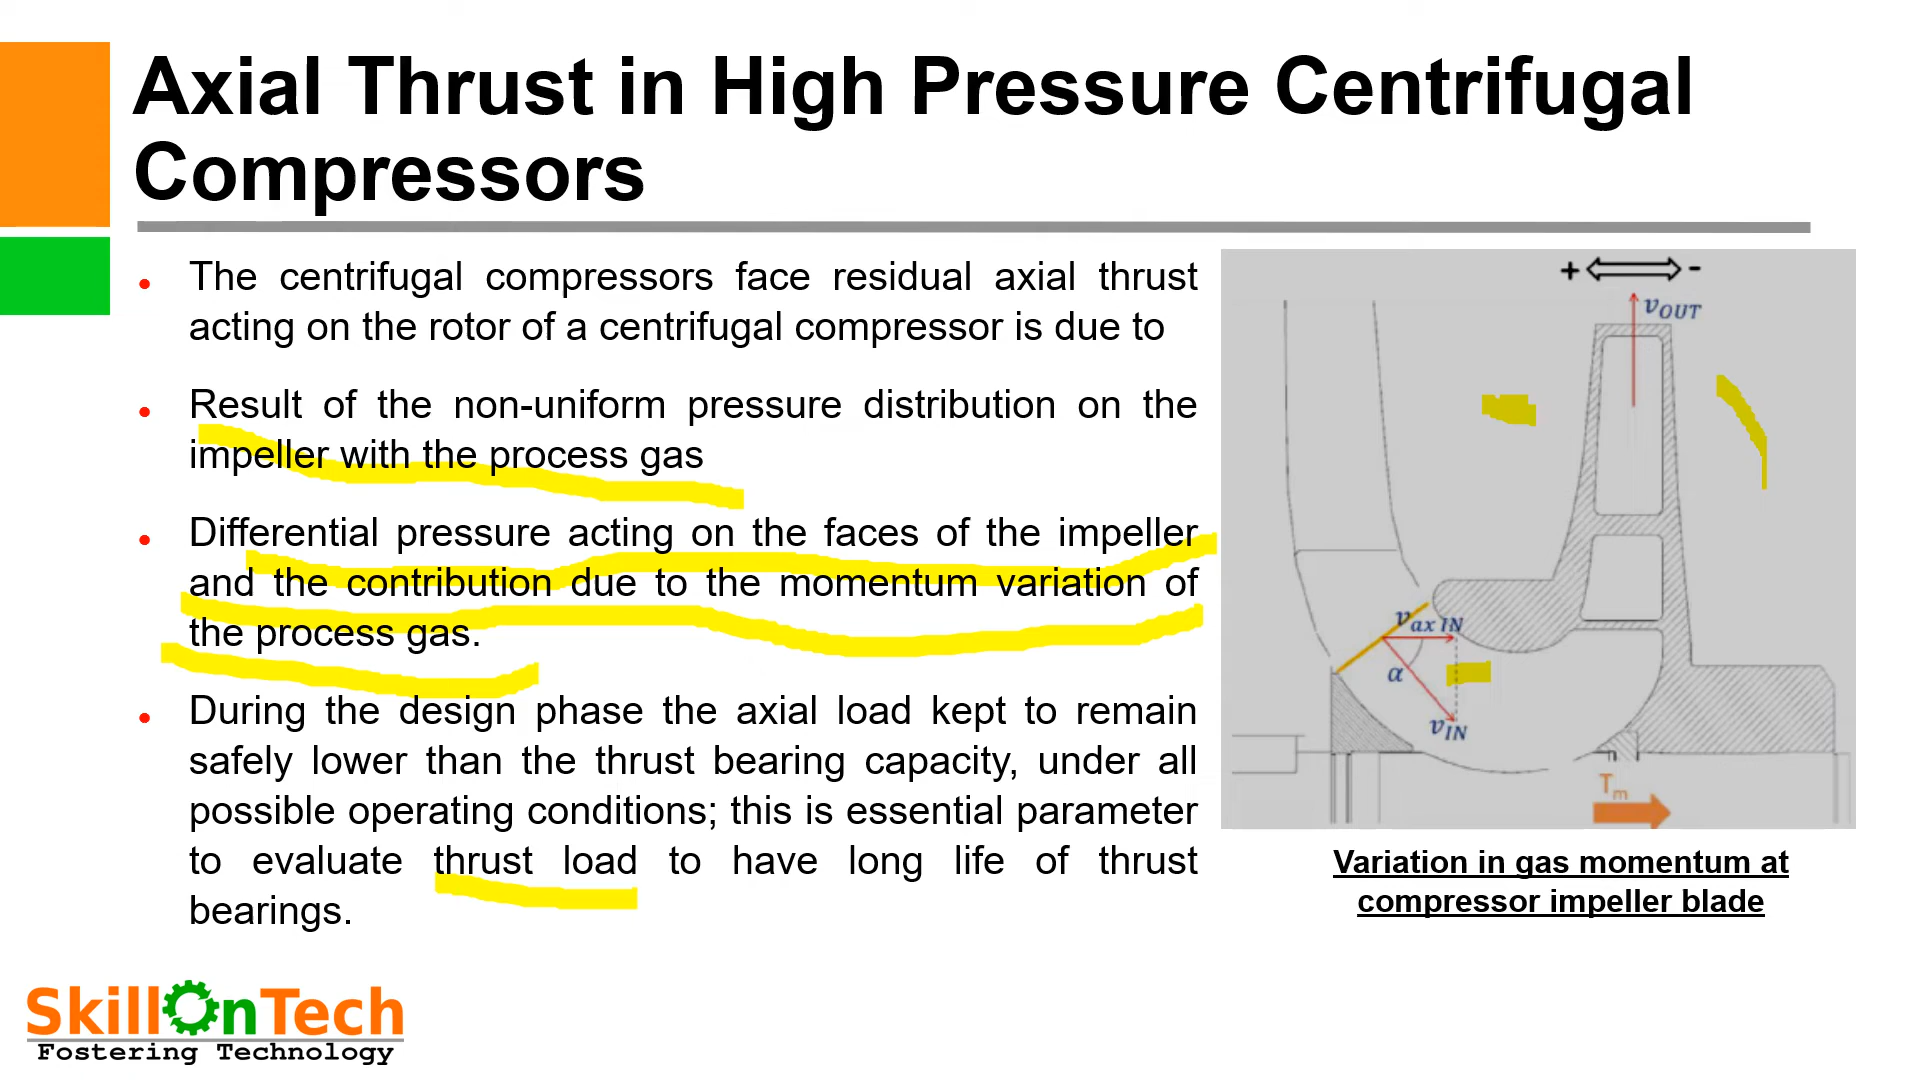 Axial Thrust in High Pressure Centrifugal
Compressors
The centrifugal compressors face residual axial thrust
acting on the rotor of a centrifugal compressor is due to
Result of the non-uniform pressure distribution on the
impeller with the process gas
Differential pressure acting on the faces of the impeller
and the contribution due to the momentum variation of
the process gas.
During the design phase the axial load kept to remain
safely lower than the thrust bearing capacity, under all
possible operating conditions; this is essential parameter
to evaluate thrust load to have long life of thrust
bearings.
+ -
vOUT
vax IN
α
vIN
Tm
Variation in gas momentum at
compressor impeller blade
SkillOnTech
Fostering Technology